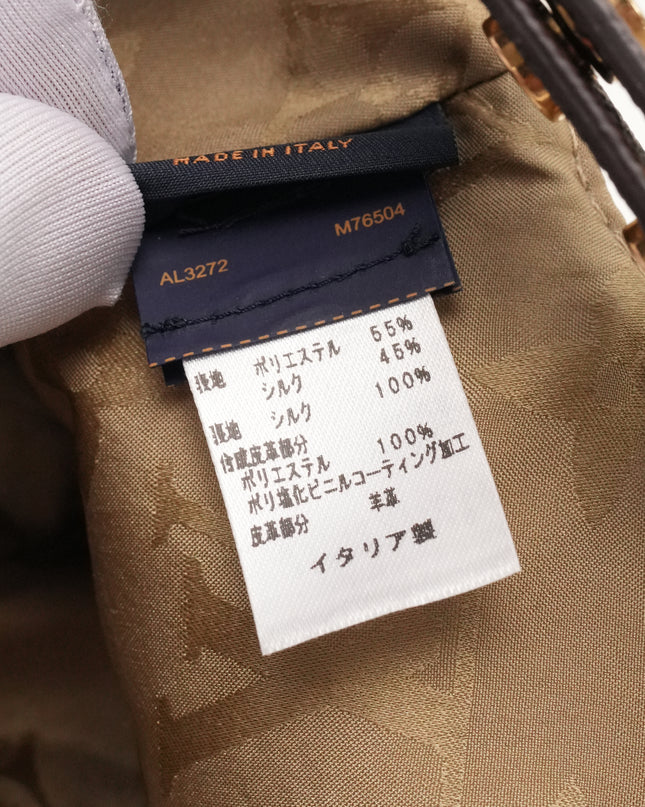 MADE IN ITALY
M76504
AL3272
表地 ポリエステル 55%
シルク 45%
表地 シルク 100%
合成皮革部分
ポリエステル 100%
ポリ塩化ビニルコーティング加工
皮革部分 羊革
イタリア製